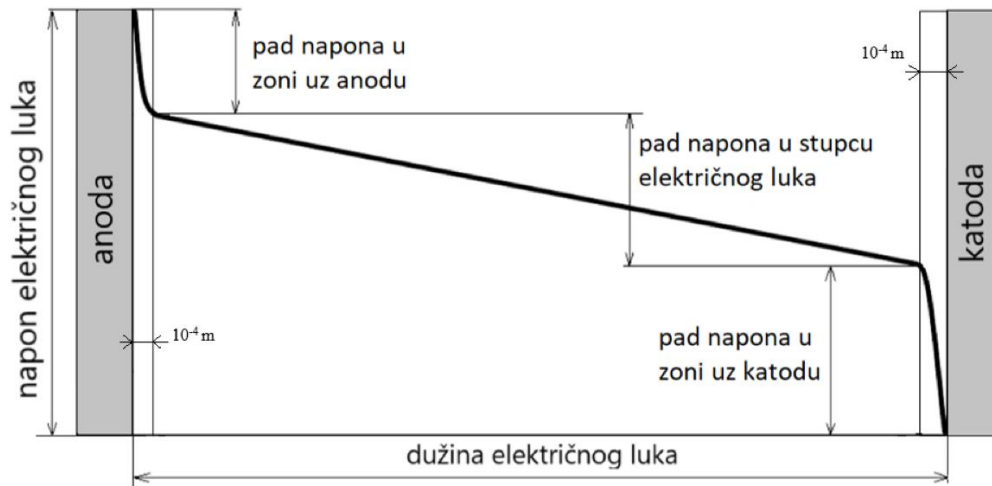 pad napona u
zoni uz anodu
10⁻⁴ m
pad napona u stupcu
električnog luka
napon električnog luka
anoda
katoda
10⁻⁴ m
pad napona u
zoni uz katodu
dužina električnog luka